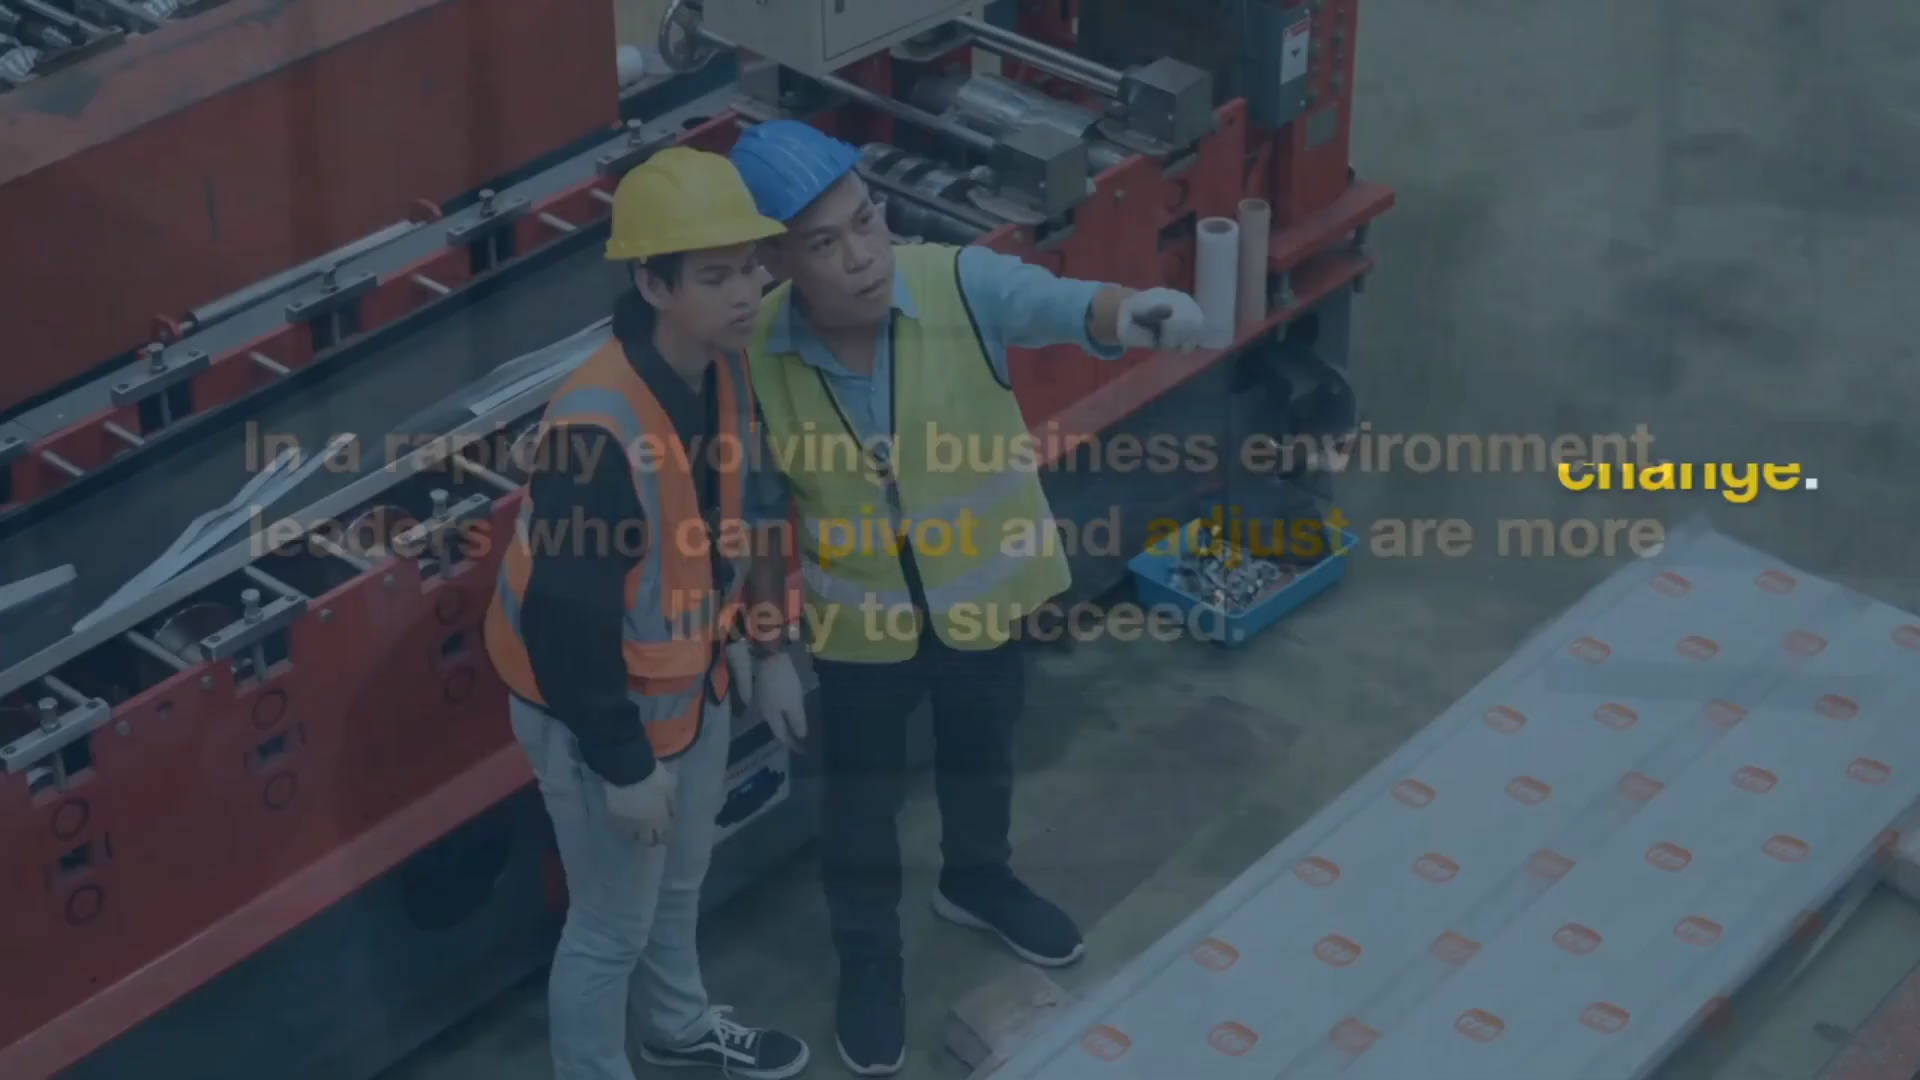 In a rapidly evolving business environment,
change.
leaders who can pivot and adjust are more
likely to succeed.